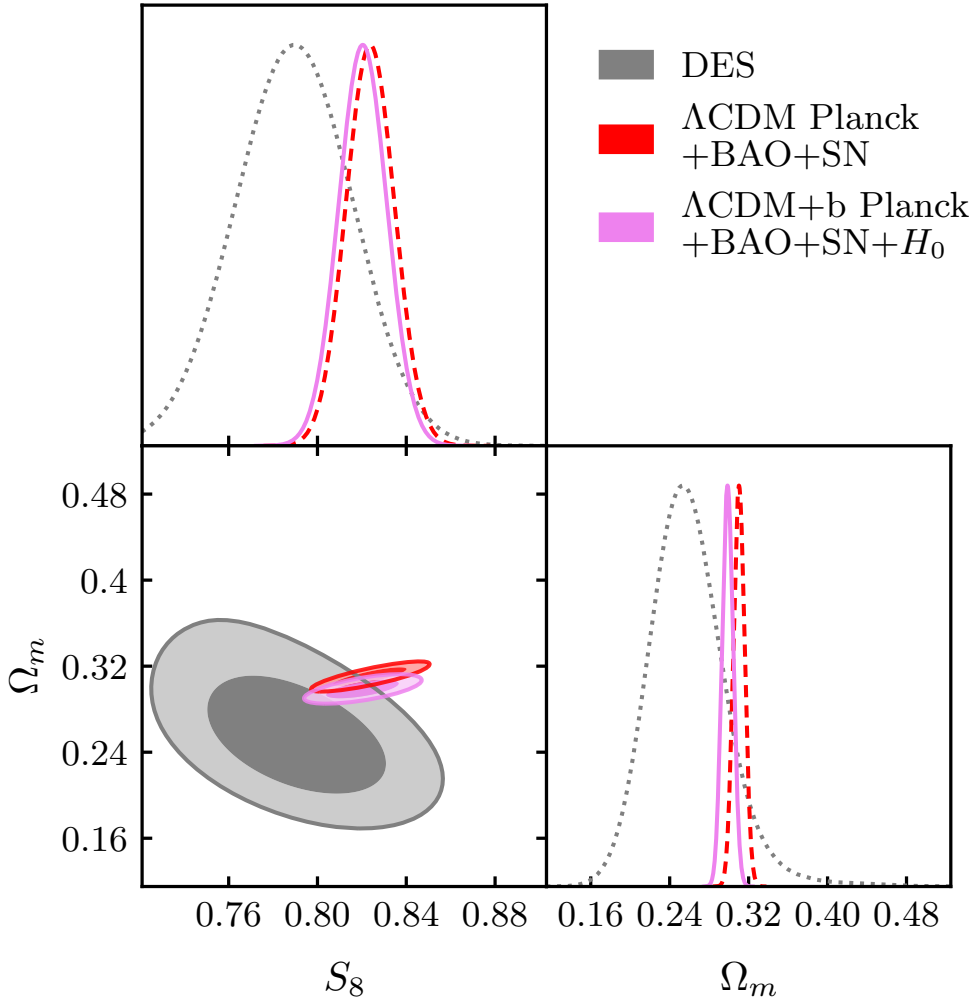 DES
ΛCDM Planck
+BAO+SN
ΛCDM+b Planck
+BAO+SN+H₀
0.48
0.4
0.32
0.24
0.16
Ωₘ
0.76 0.80 0.84 0.88
0.16 0.24 0.32 0.40 0.48
S₈
Ωₘ